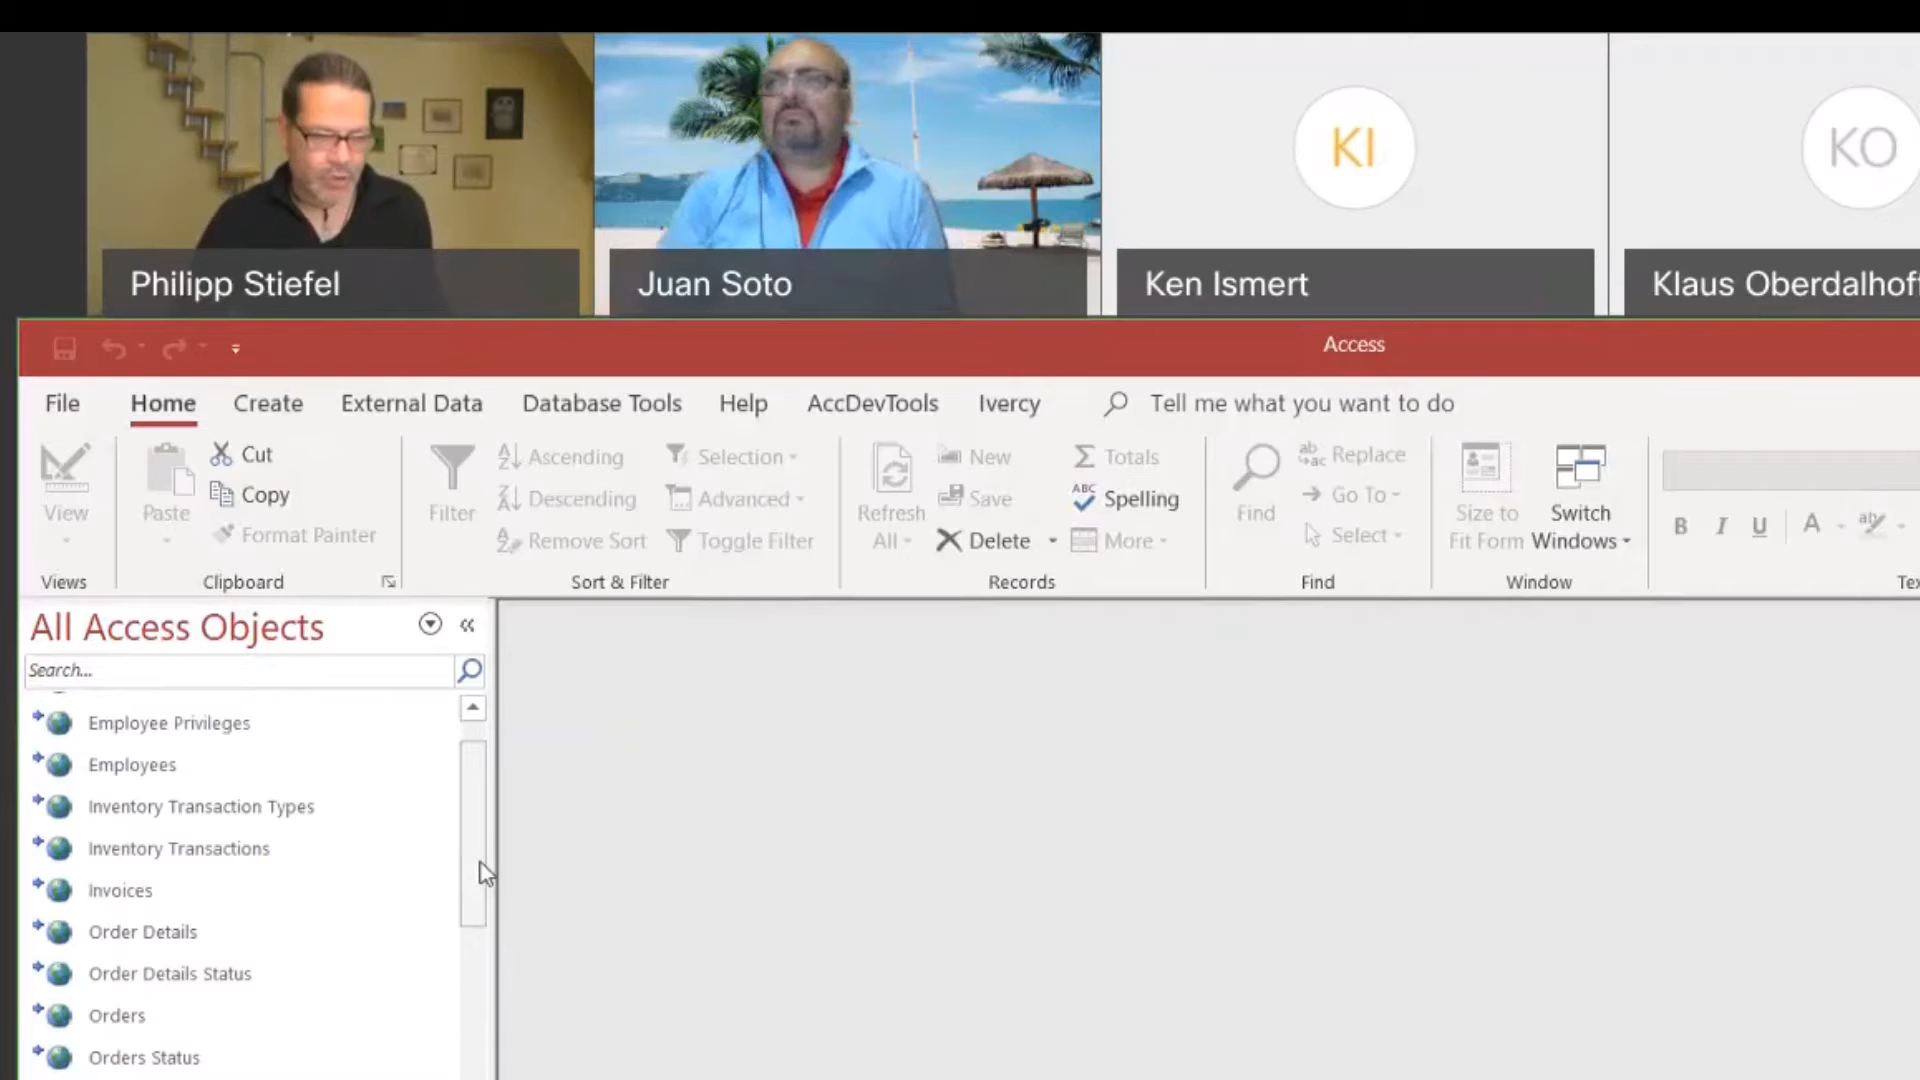 KI
KO
Philipp Stiefel
Juan Soto
Ken Ismert
Klaus Oberdalhoff
Access
File
Home
Create
External Data
Database Tools
Help
AccDevTools
Ivercy
Tell me what you want to do
View
Paste
Cut
Copy
Format Painter
Filter
Ascending
Descending
Remove Sort
Selection
Advanced
Toggle Filter
Refresh
All
New
Save
Delete
Totals
Spelling
More
Find
Replace
Go To
Select
Size to
Fit Form
Switch
Windows
B I U A
Views
Clipboard
Sort & Filter
Records
Find
Window
All Access Objects
Search...
Employee Privileges
Employees
Inventory Transaction Types
Inventory Transactions
Invoices
Order Details
Order Details Status
Orders
Orders Status